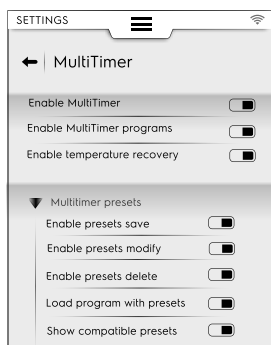 SETTINGS
MultiTimer
Enable MultiTimer
Enable MultiTimer programs
Enable temperature recovery
Multitimer presets
Enable presets save
Enable presets modify
Enable presets delete
Load program with presets
Show compatible presets